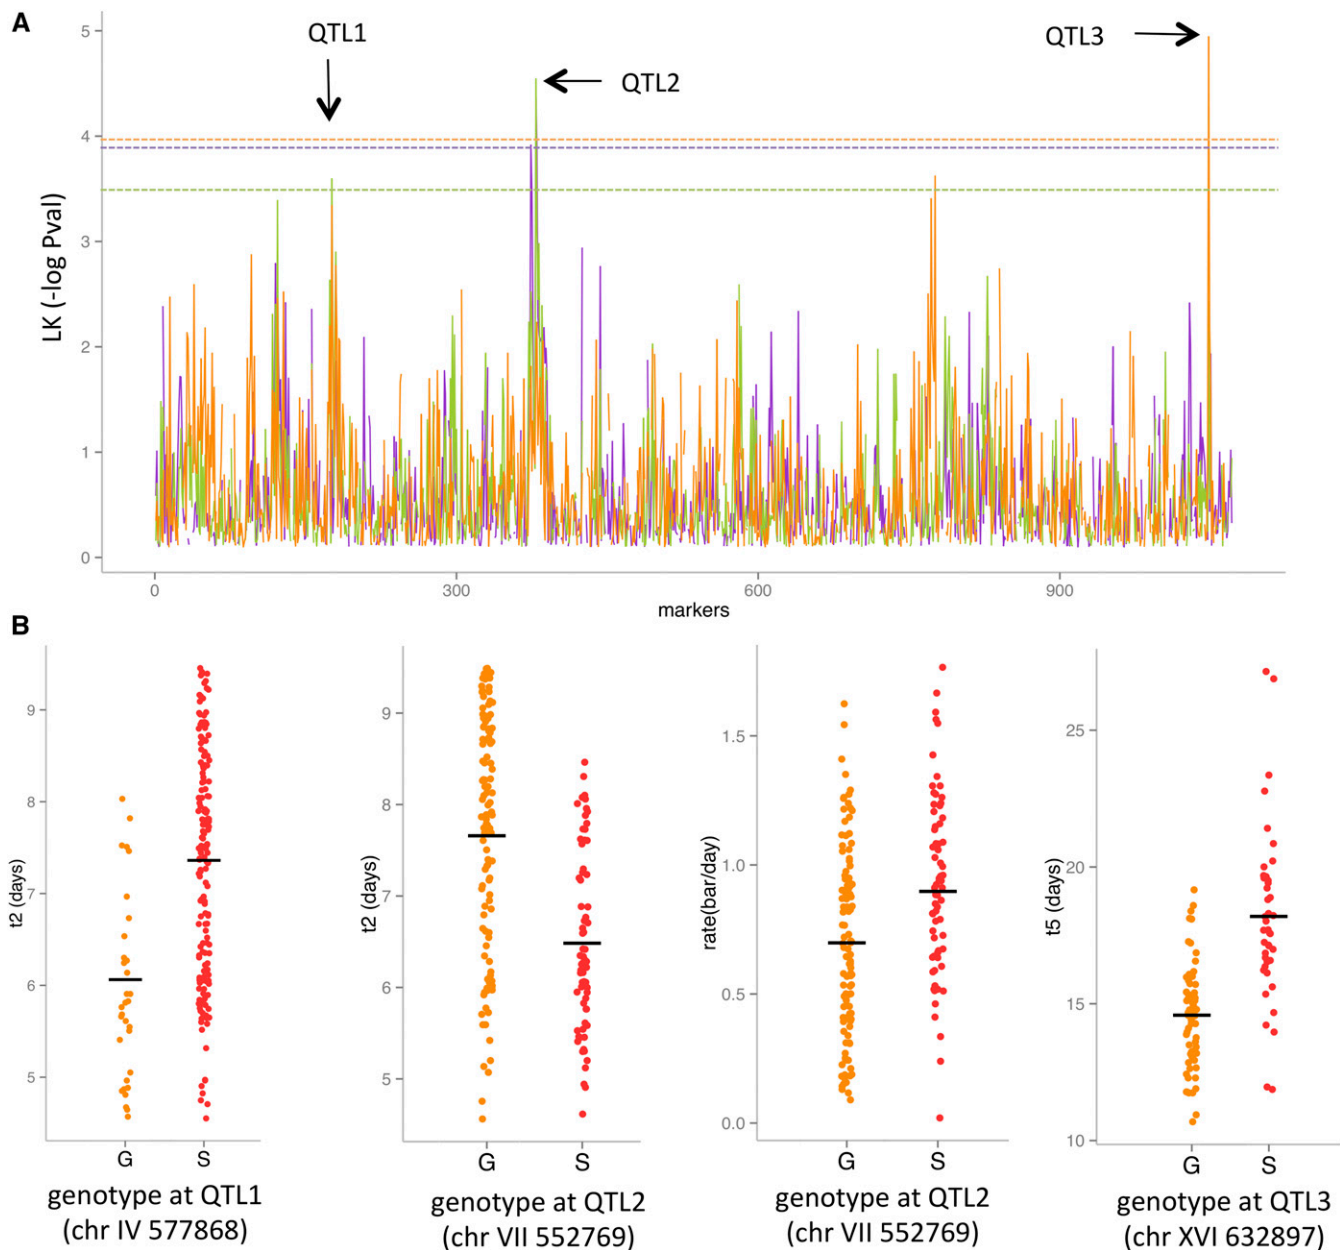 A
QTL1
QTL2
QTL3
LK (-log Pval)
5
4
3
2
1
0
0
300
600
900
markers
B
t2 (days)
9
8
7
6
5
G
S
genotype at QTL1
(chr IV 577868)
t2 (days)
9
8
7
6
5
G
S
genotype at QTL2
(chr VII 552769)
rate(bar/day)
1.5
1.0
0.5
0.0
G
S
genotype at QTL2
(chr VII 552769)
t5 (days)
25
20
15
10
G
S
genotype at QTL3
(chr XVI 632897)